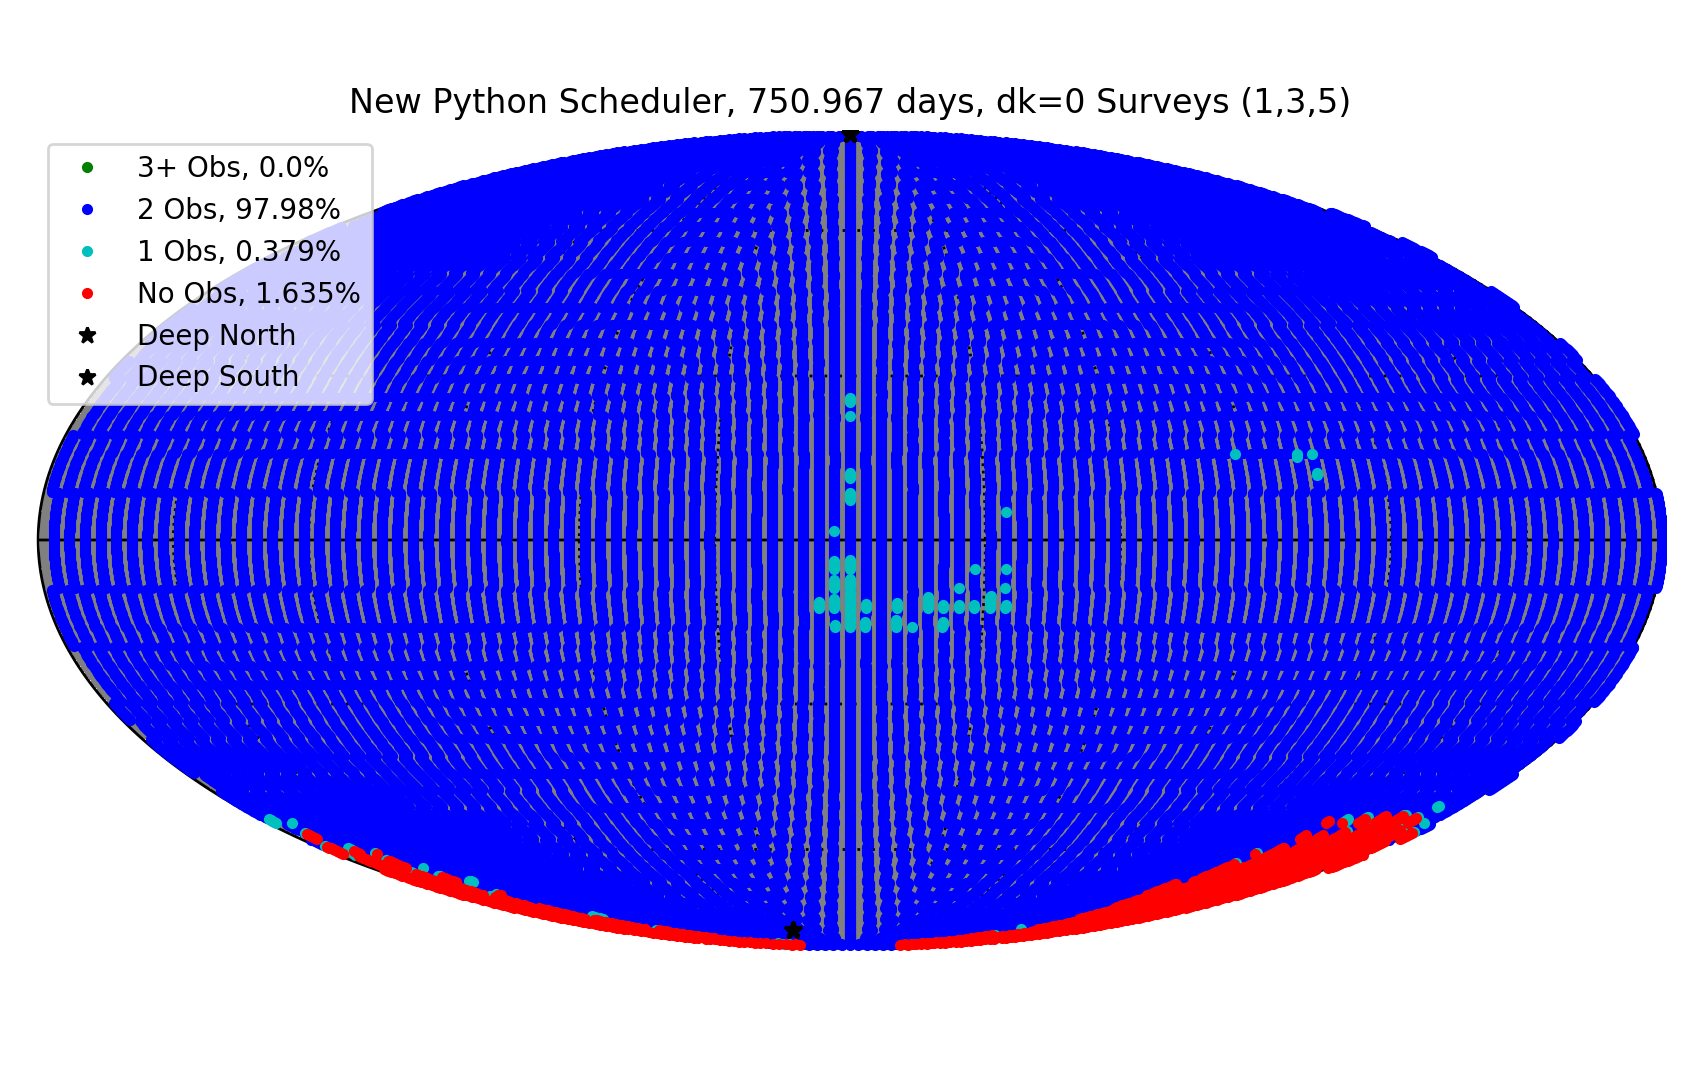 New Python Scheduler, 750.967 days, dk=0 Surveys (1,3,5)
3+ Obs, 0.0%
2 Obs, 97.98%
1 Obs, 0.379%
No Obs, 1.635%
Deep North
Deep South